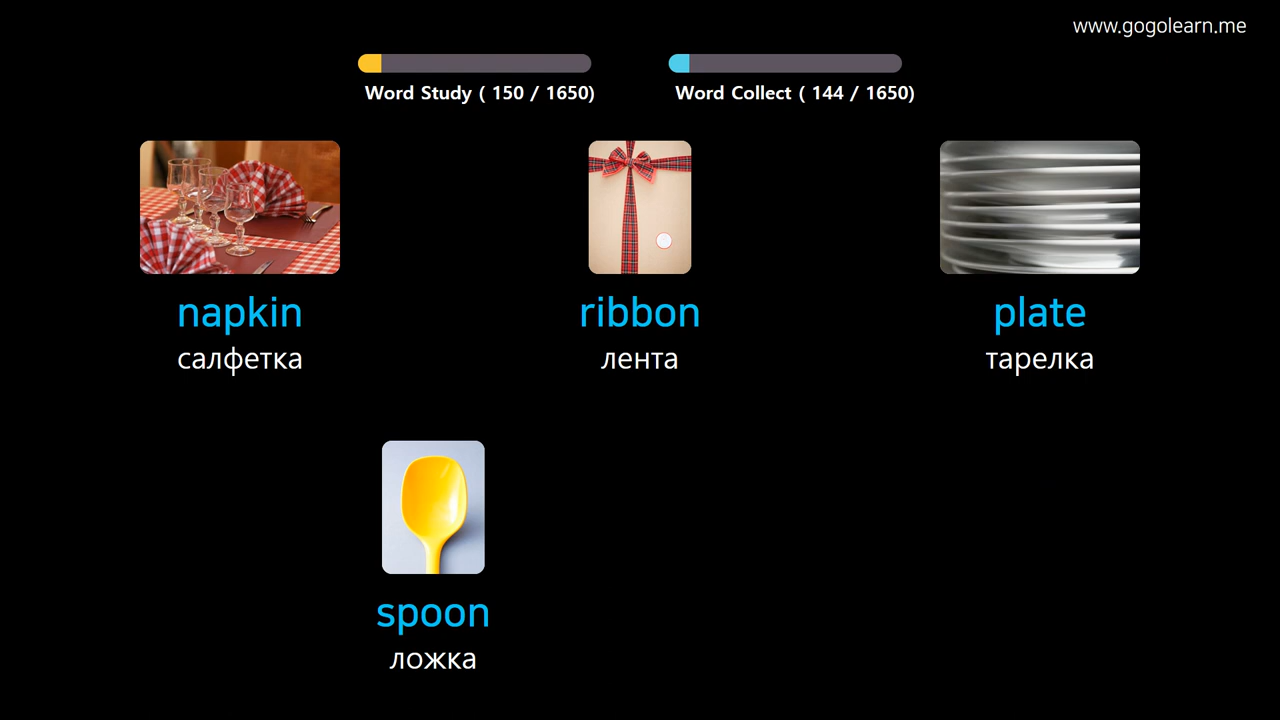 www.gogolearn.me
Word Study ( 150 / 1650)
Word Collect ( 144 / 1650)
napkin
салфетка
ribbon
лента
plate
тарелка
spoon
ложка